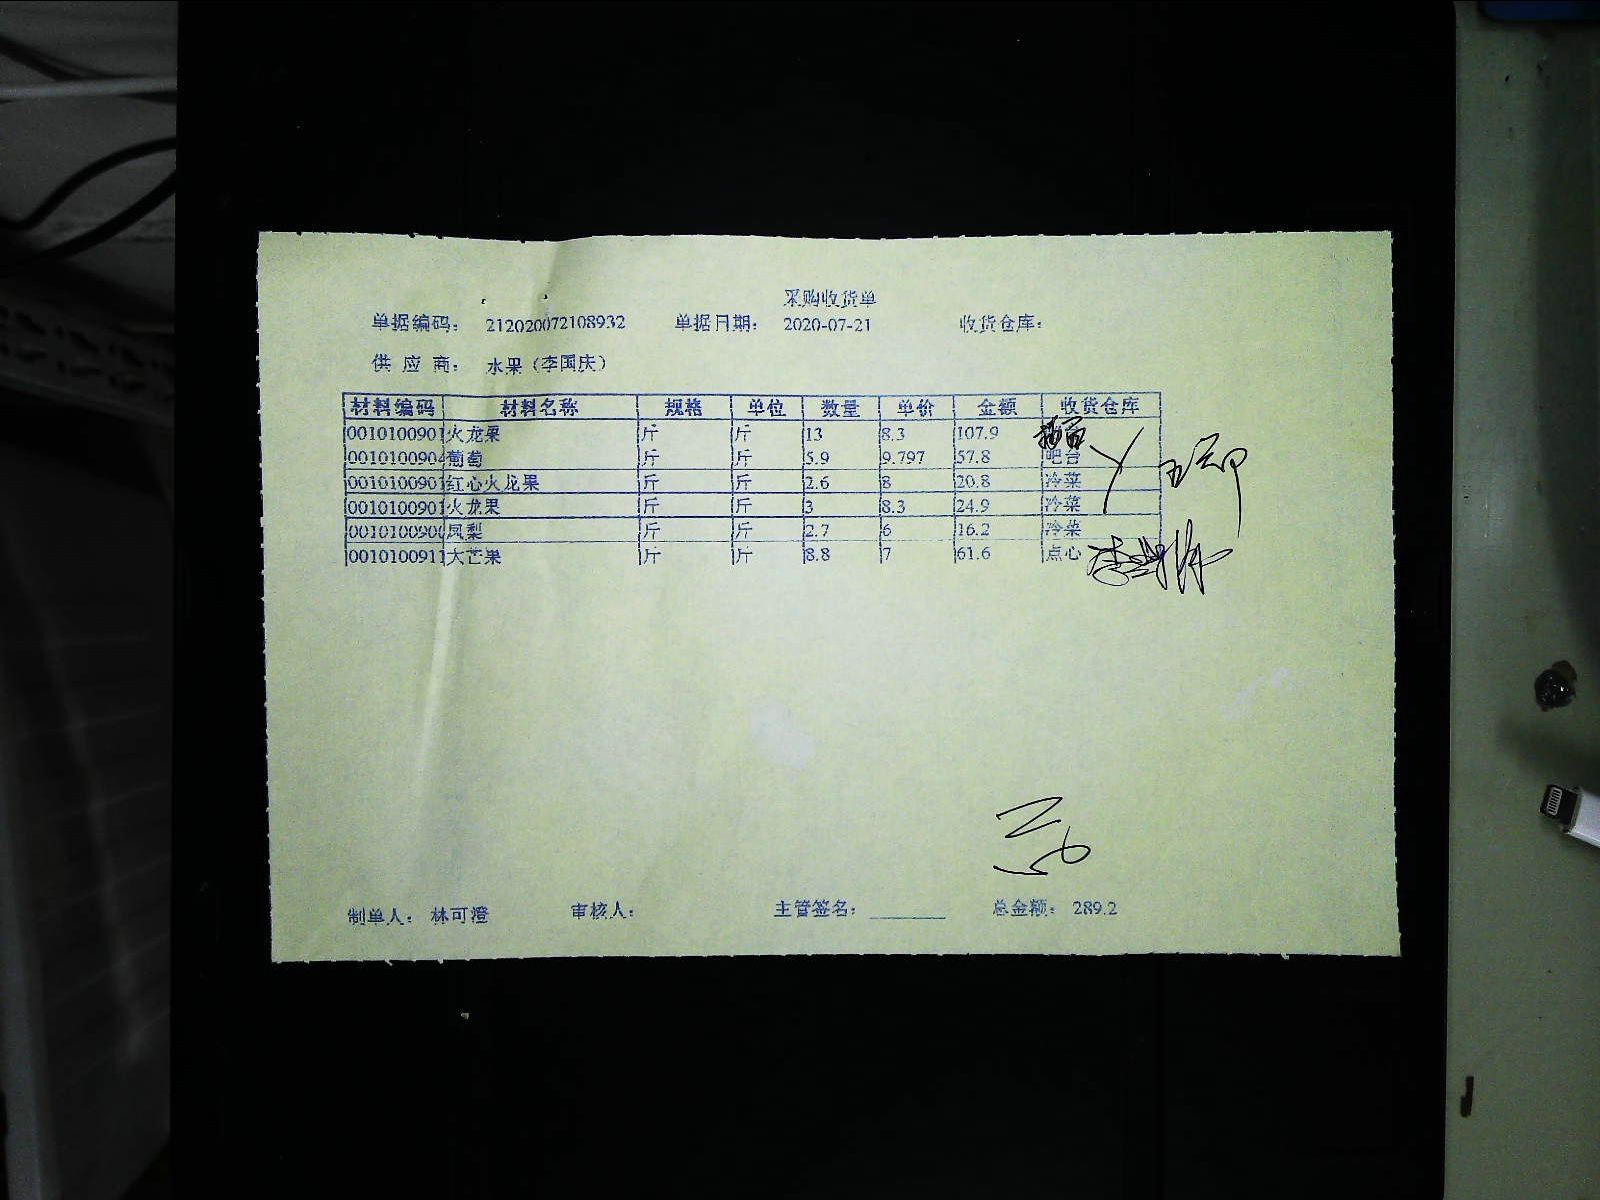 采购收货单
单据编码： 212020072108932 单据日期： 2020-07-21 收货仓库：
供 应 商： 水果（李国庆）
材料编码 材料名称 规格 单位 数量 单价 金额 收货仓库
0010100901 火龙果 斤 斤 13 8.3 107.9
0010100904 葡萄 斤 斤 5.9 9.797 57.8 吧台
0010100901 红心火龙果 斤 斤 2.6 8 20.8 冷菜
0010100901 火龙果 斤 斤 3 8.3 24.9 冷菜
0010100900 凤梨 斤 斤 2.7 6 16.2 冷菜
0010100911 大芒果 斤 斤 8.8 7 61.6 点心
制单人： 林可澄 审核人： 主管签名： 总金额： 289.2